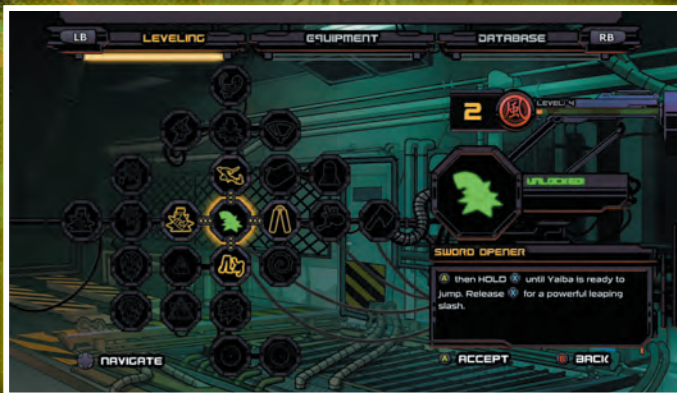 LB LEVELING EQUIPMENT DATABASE RB
2 風 LEVEL: 4
UNLOCKED!
SWORD OPENER
A then HOLD X until Yaiba is ready to
jump. Release X for a powerful leaping
slash.
NAVIGATE
A ACCEPT B BACK